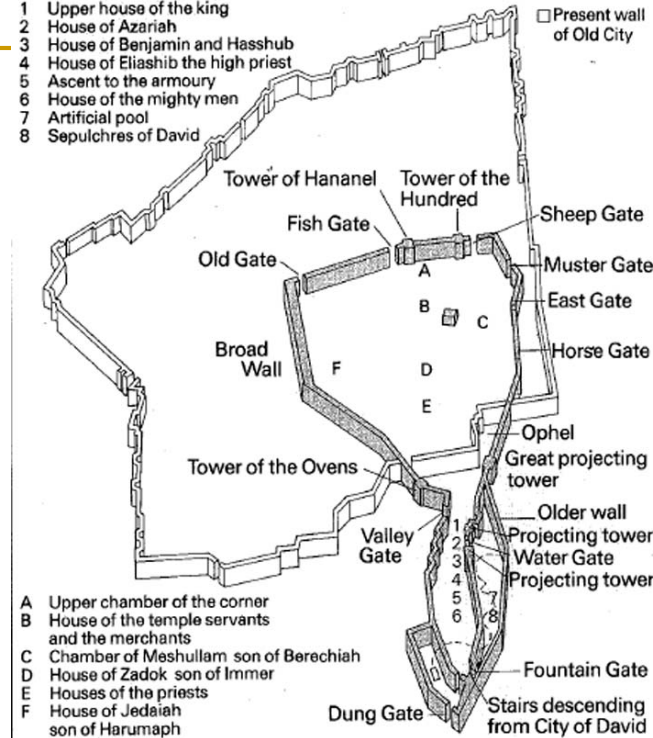 1 Upper house of the king
2 House of Azariah
3 House of Benjamin and Hasshub
4 House of Eliashib the high priest
5 Ascent to the armoury
6 House of the mighty men
7 Artificial pool
8 Sepulchres of David
Present wall
of Old City
Tower of Hananel
Tower of the
Hundred
Fish Gate
Sheep Gate
Old Gate
Muster Gate
A
East Gate
B
C
Broad
Wall
Horse Gate
F
D
E
Ophel
Tower of the Ovens
Great projecting
tower
Older wall
Valley
Gate
1
Projecting tower
2
Water Gate
3
Projecting tower
4
5
7
6
8
A Upper chamber of the corner
B House of the temple servants
and the merchants
C Chamber of Meshullam son of Berechiah
D House of Zadok son of Immer
E Houses of the priests
F House of Jedaiah
son of Harumaph
Fountain Gate
Dung Gate
Stairs descending
from City of David